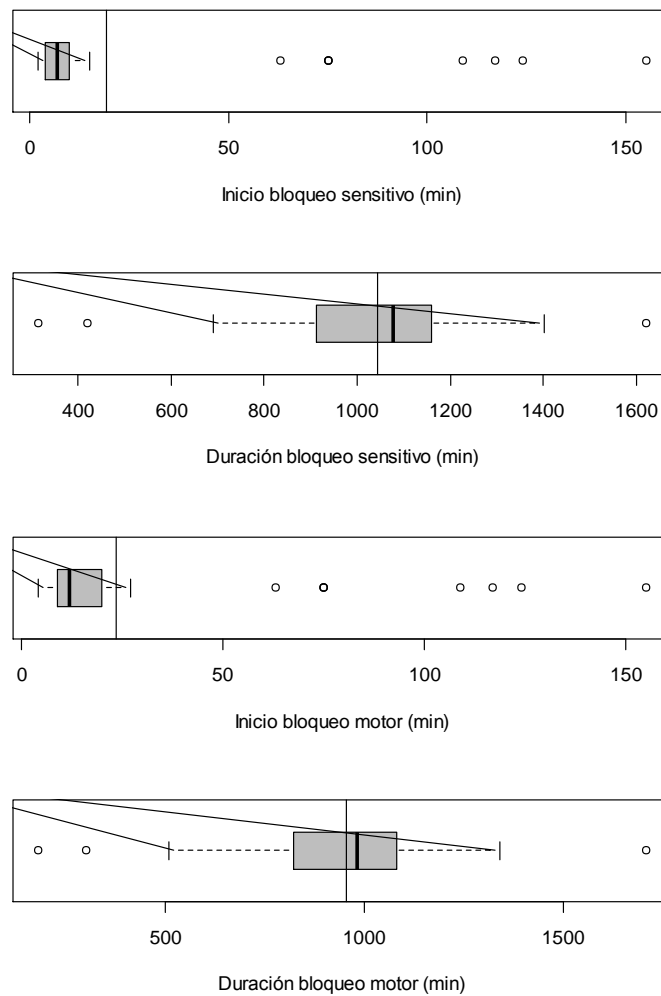 0 50 100 150
Inicio bloqueo sensitivo (min)
400 600 800 1000 1200 1400 1600
Duración bloqueo sensitivo (min)
0 50 100 150
Inicio bloqueo motor (min)
500 1000 1500
Duración bloqueo motor (min)